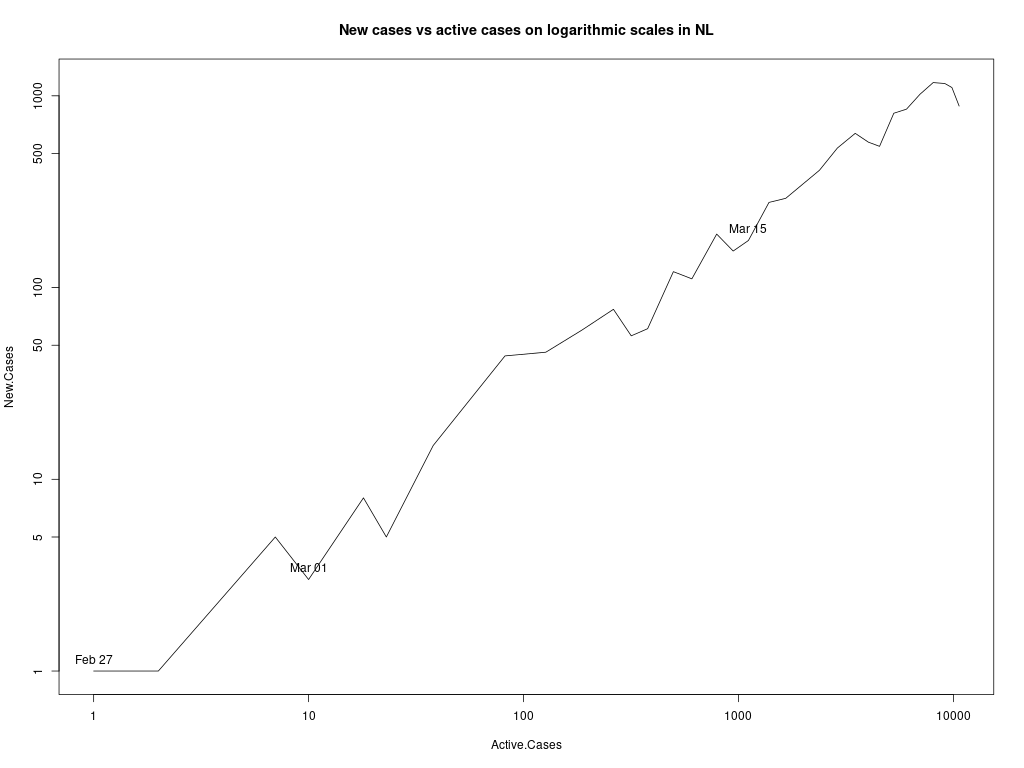 New cases vs active cases on logarithmic scales in NL
New.Cases
1000
500
100
50
10
5
1
Mar 15
Mar 01
Feb 27
1 10 100 1000 10000
Active.Cases